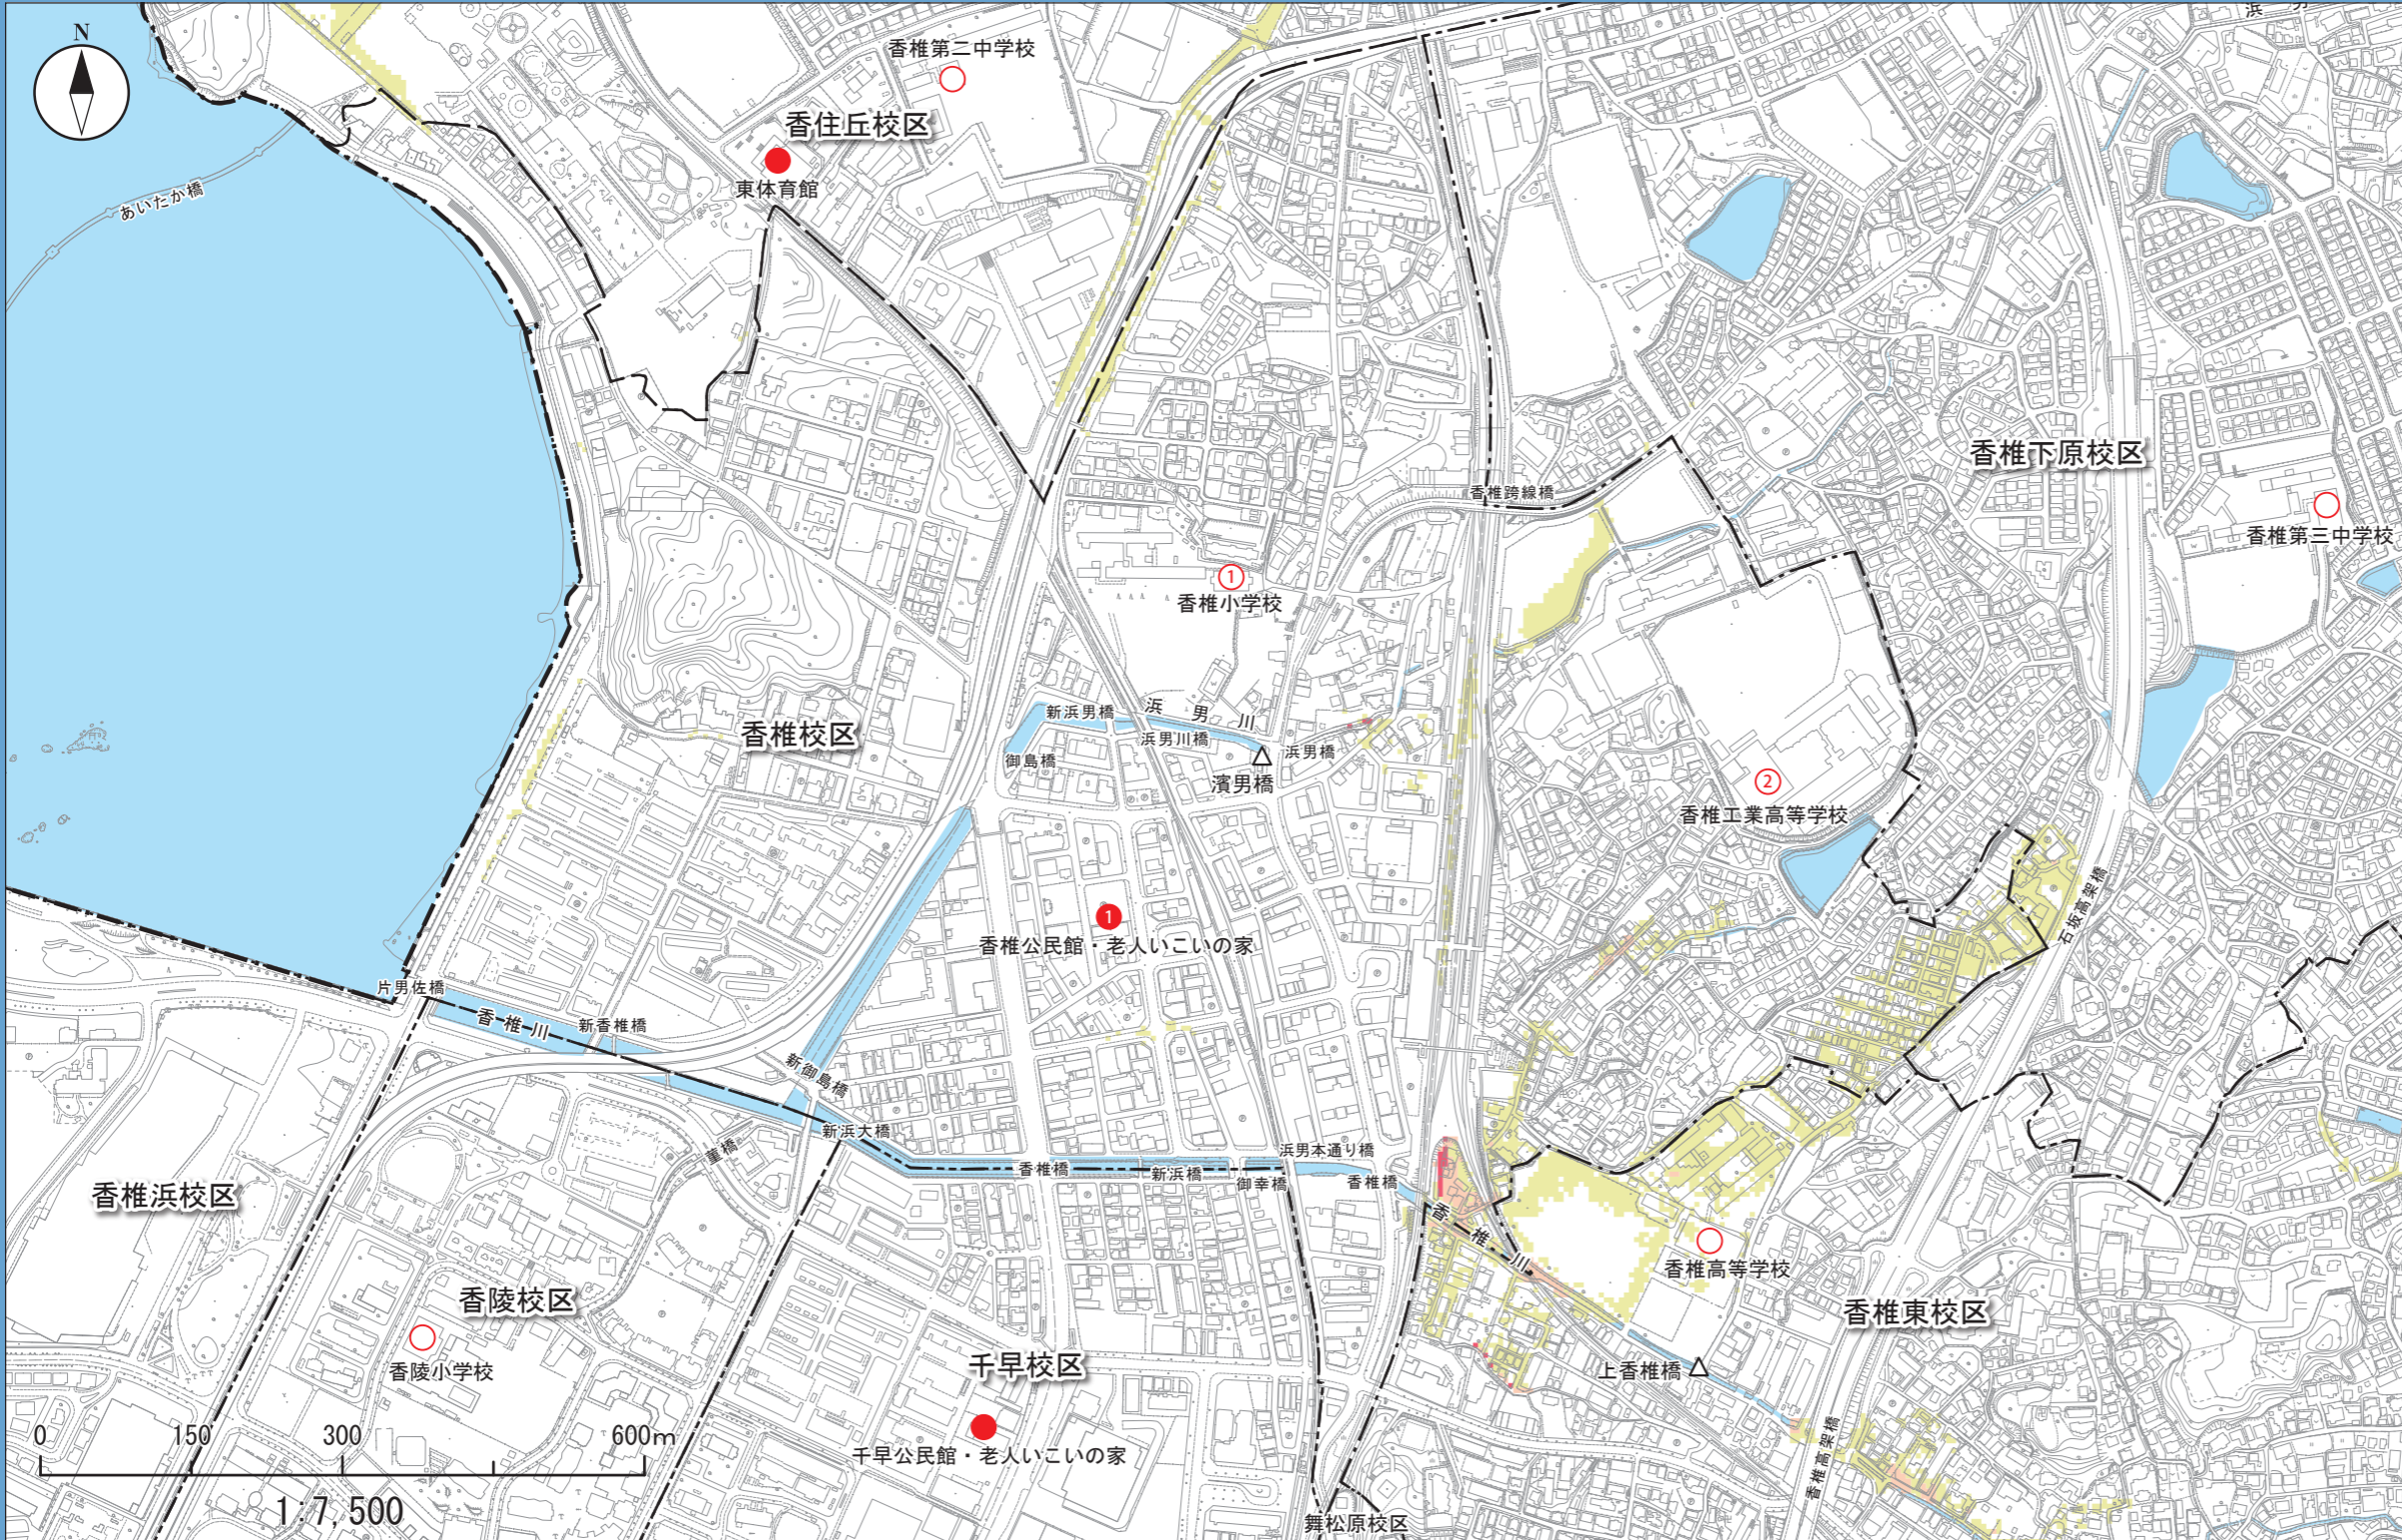 N
浜 男
香椎第二中学校
香住丘校区
東体育館
あいたか橋
香椎下原校区
香椎跨線橋
香椎第三中学校
1
香椎小学校
新浜男橋
浜男川
香椎校区
浜男川橋
浜男橋
御島橋
濱男橋
2
香椎工業高等学校
石坂高架橋
1
香椎公民館・老人いこいの家
片男佐橋
香椎川
新香椎橋
新御島橋
新浜大橋
菫橋
香椎橋
新浜橋
浜男本通り橋
御幸橋
香椎橋
香椎浜校区
香椎川
香椎高等学校
香陵校区
香椎東校区
香陵小学校
千早校区
上香椎橋
千早公民館・老人いこいの家
香椎高架橋
0 150 300 600m
1:7,500
舞松原校区